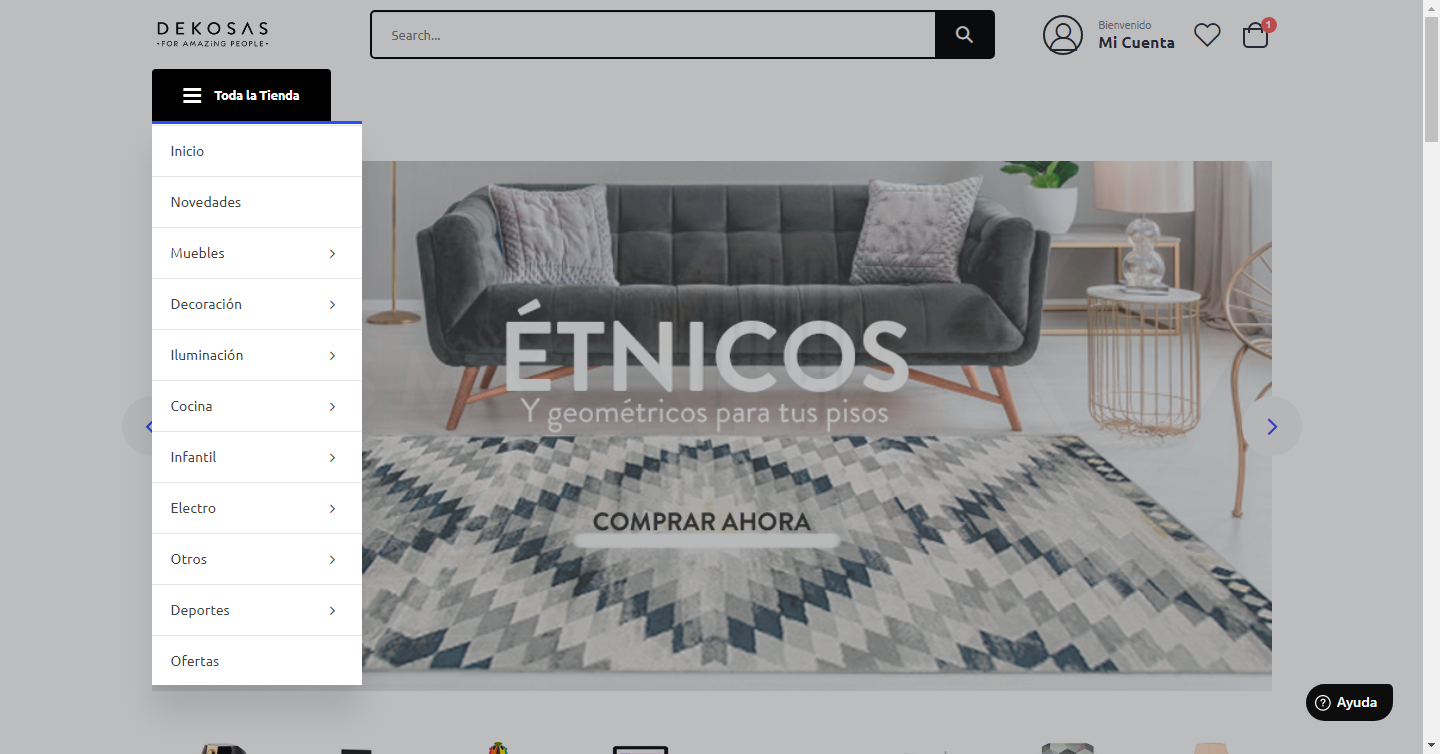 DEKOSAS
•FOR AMAZiNG PEOPLE•
Search...
Bienvenido
Mi Cuenta
1
Toda la Tienda
Inicio
Novedades
Muebles
Decoración
Iluminación
Cocina
Infantil
Electro
Otros
Deportes
Ofertas
ÉTNICOS
Y geométricos para tus pisos
COMPRAR AHORA
Ayuda